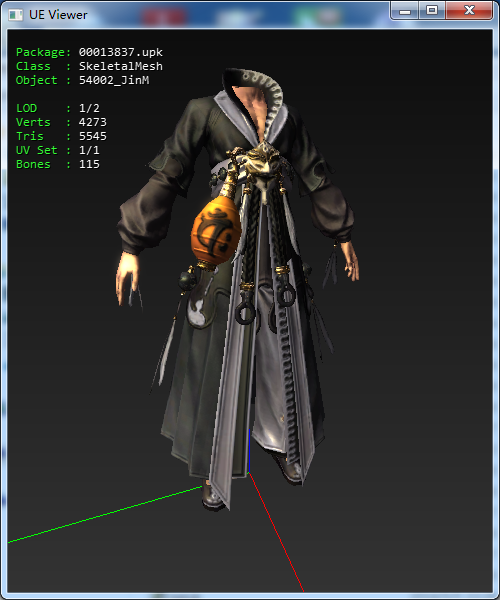 UE Viewer
Package: 00013837.upk
Class : SkeletalMesh
Object : 54002_JinM
LOD : 1/2
Verts : 4273
Tris : 5545
UV Set : 1/1
Bones : 115